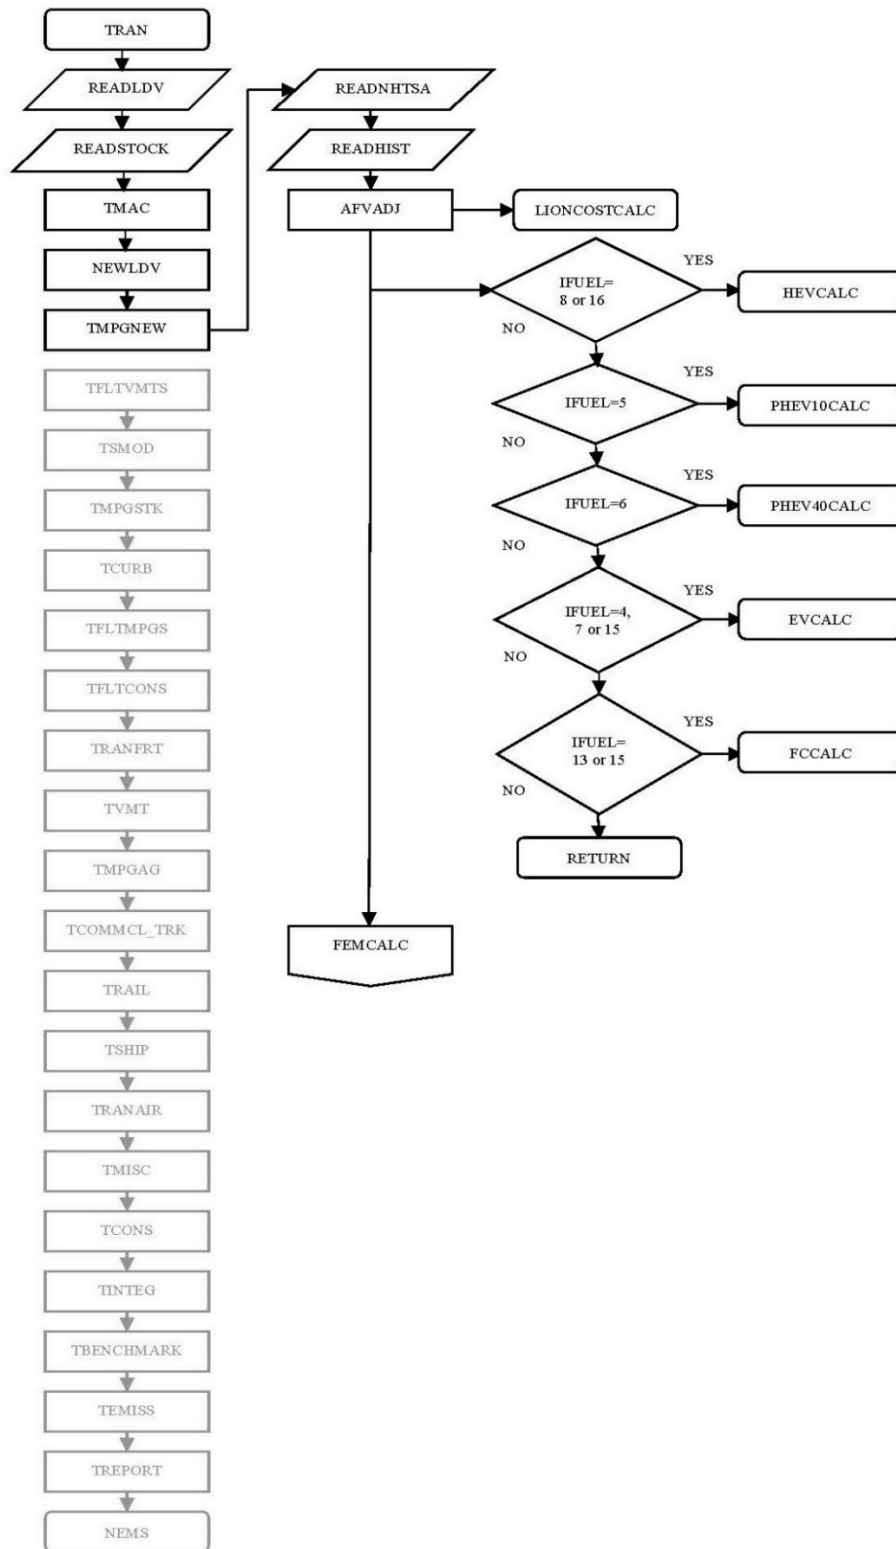 TRAN
READLDV
READSTOCK
TMAC
NEWLDV
TMPGNEW
TFLTVMTS
TSMOD
TMPGSTK
TCURB
TFLTMPGS
TFLTCONS
TRANFRT
TVMT
TMPGAG
TCOMMCL_TRK
TRAIL
TSHIP
TRANAIR
TMISC
TCONS
TINTEG
TBENCHMARK
TEMISS
TREPORT
NEMS
READNHTSA
READHIST
AFVADJ
LIONCOSTCALC
FEMCALC
IFUEL=
8 or 16
YES
HEVCALC
NO
IFUEL=5
YES
PHEV10CALC
NO
IFUEL=6
YES
PHEV40CALC
NO
IFUEL=4,
7 or 15
YES
EVCALC
NO
IFUEL=
13 or 15
YES
FCCALC
NO
RETURN